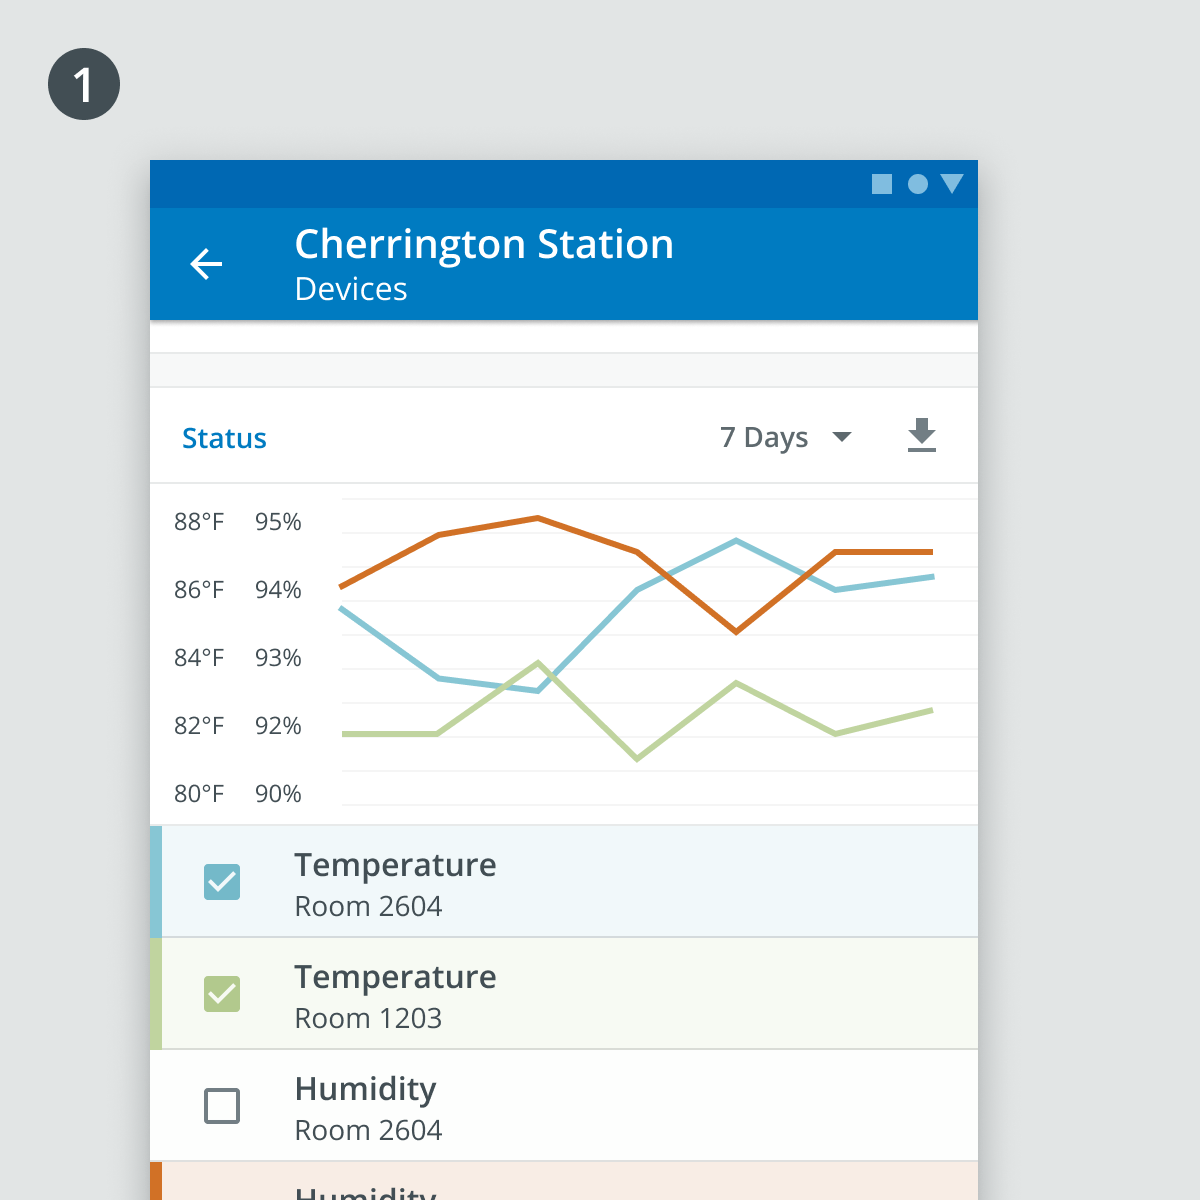 1
Cherrington Station
Devices
Status 7 Days
88°F 95%
86°F 94%
84°F 93%
82°F 92%
80°F 90%
Temperature
Room 2604
Temperature
Room 1203
Humidity
Room 2604
Humidity